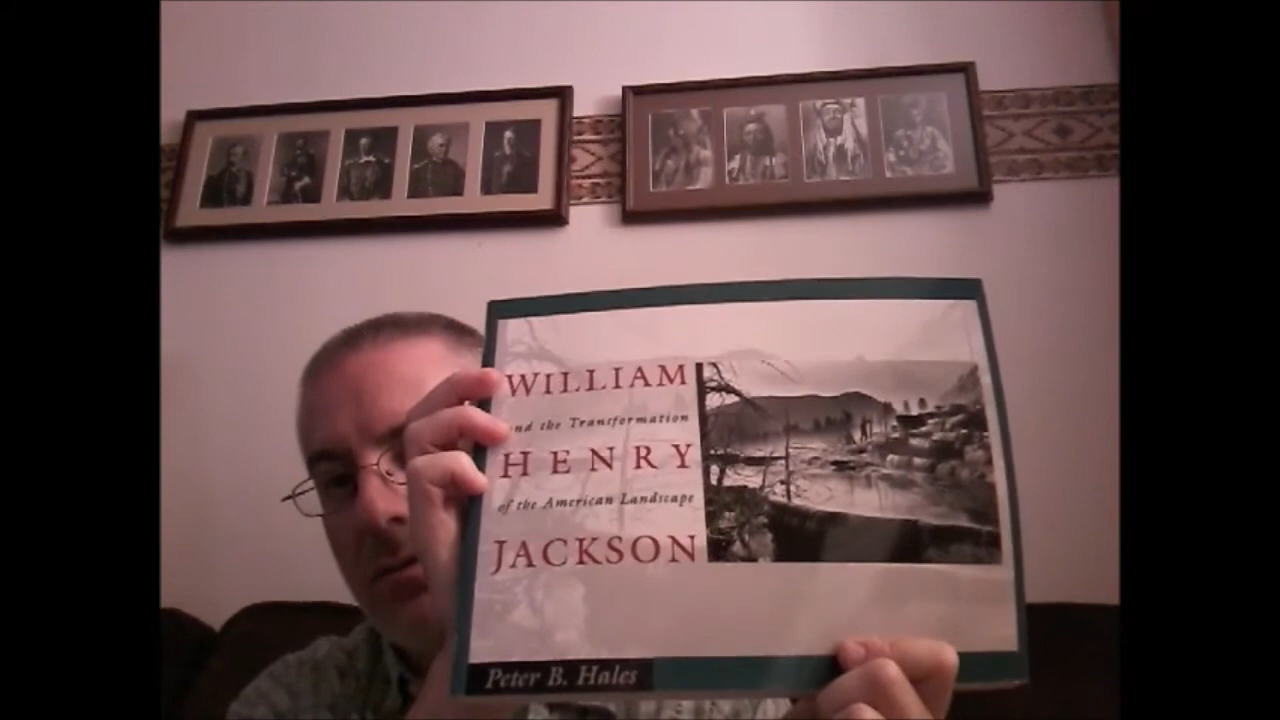 WILLIAM
and the Transformation
HENRY
of the American Landscape
JACKSON
Peter B. Hales